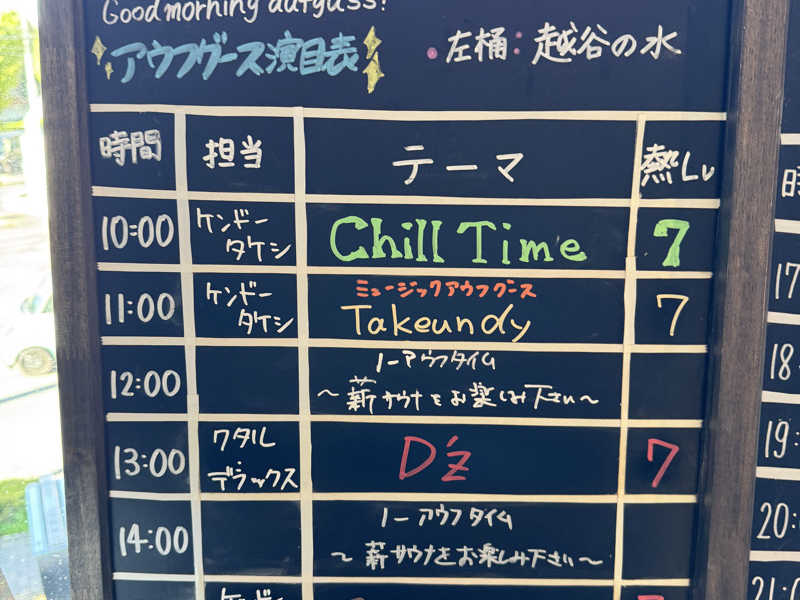 Good morning aufguss!
アウフグース演目表
・左桶：越谷の水
時間 担当 テーマ 熱Lv
10:00 ケンドータケシ Chill Time 7
11:00 ケンドータケシ ミュージックアウフグース Takeundy 7
12:00 ノーアウフタイム ～薪サウナをお楽しみ下さい～
13:00 ワタルデラックス D'z 7
14:00 ノーアウフタイム ～薪サウナをお楽しみ下さい～
17
18:
19:
20: